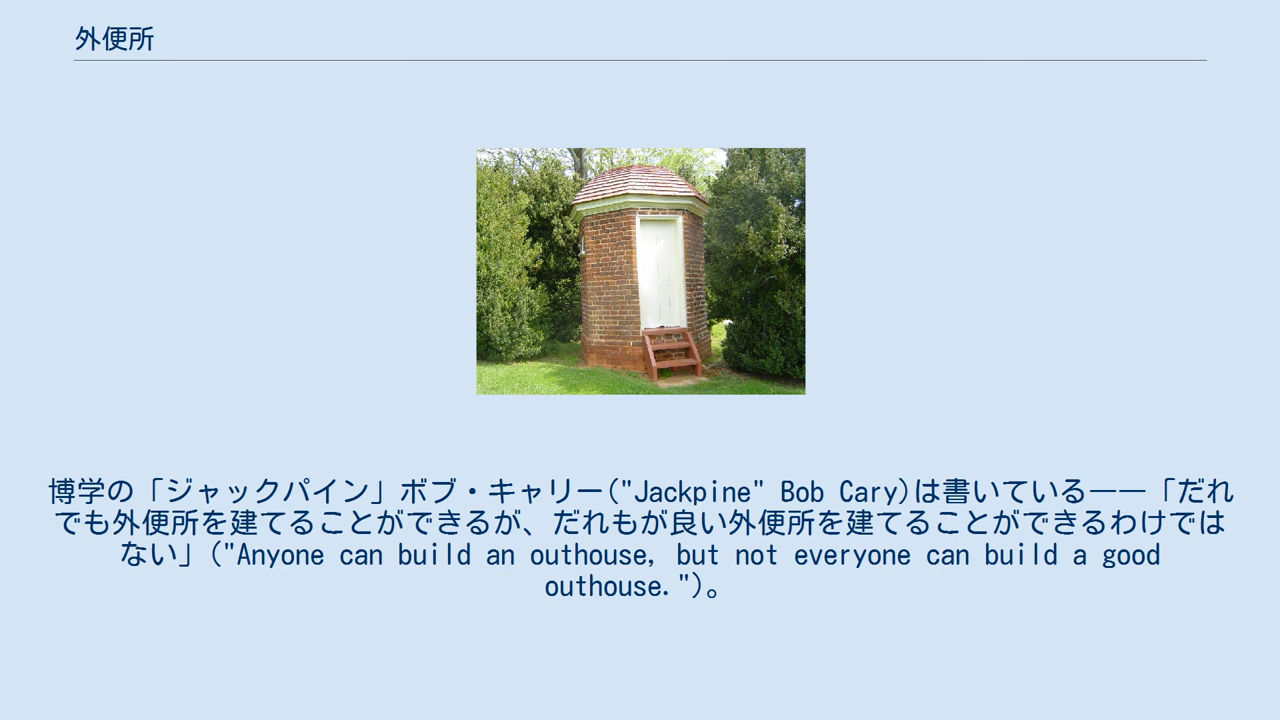 外便所
博学の「ジャックパイン」ボブ・キャリー("Jackpine" Bob Cary)は書いている――「だれ
でも外便所を建てることができるが、だれもが良い外便所を建てることができるわけでは
ない」("Anyone can build an outhouse, but not everyone can build a good
outhouse.")。